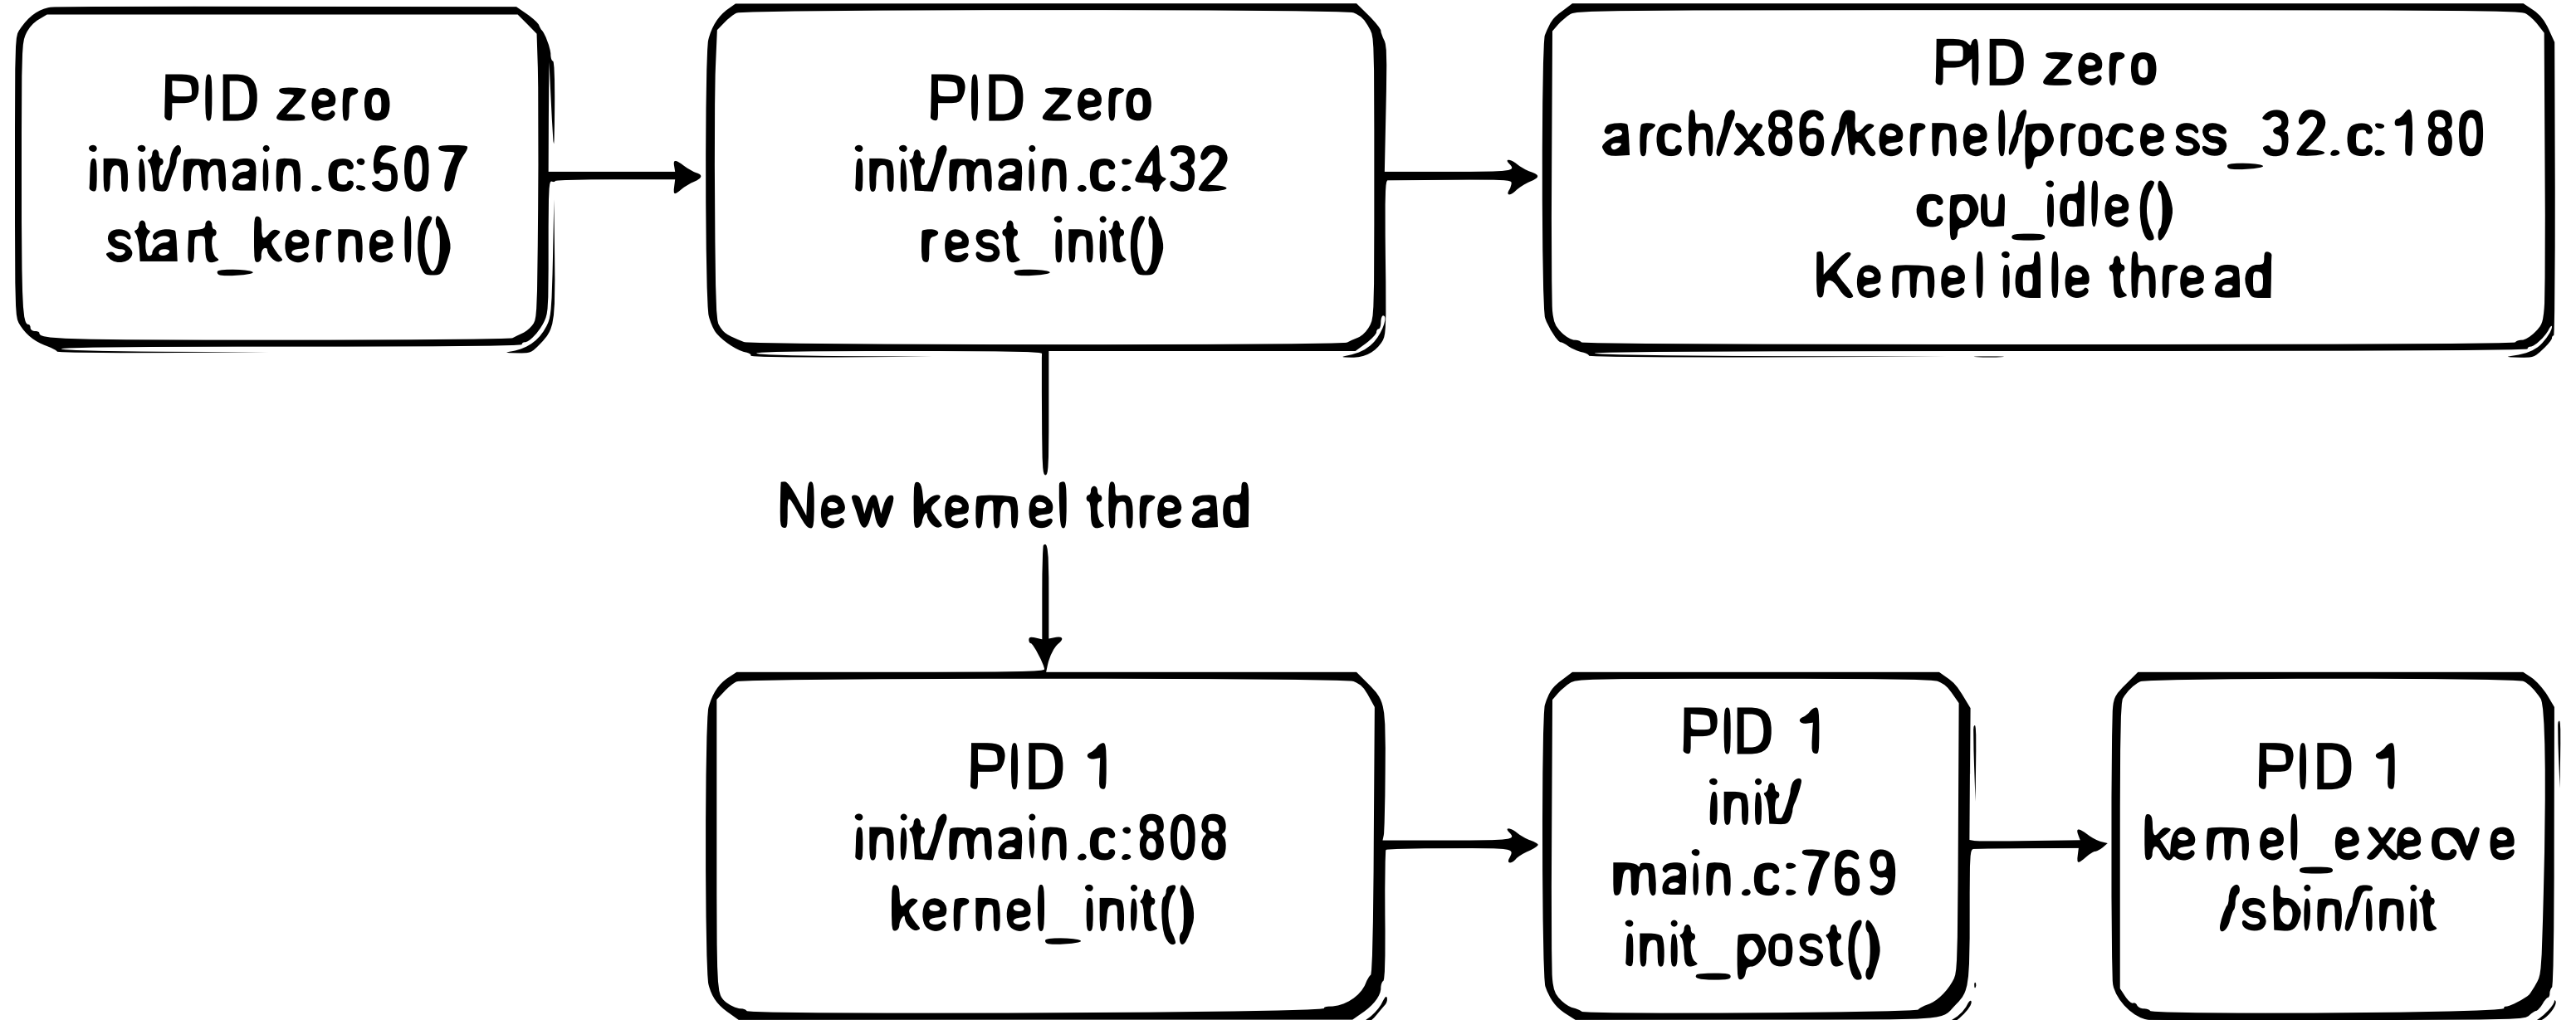 PID zero
init/main.c:507
start_kernel()
PID zero
init/main.c:432
rest_init()
PID zero
arch/x86/kernel/process_32.c:180
cpu_idle()
Kernel idle thread
New kernel thread
PID 1
init/main.c:808
kernel_init()
PID 1
init/
main.c:769
init_post()
PID 1
kernel_execve
/sbin/init